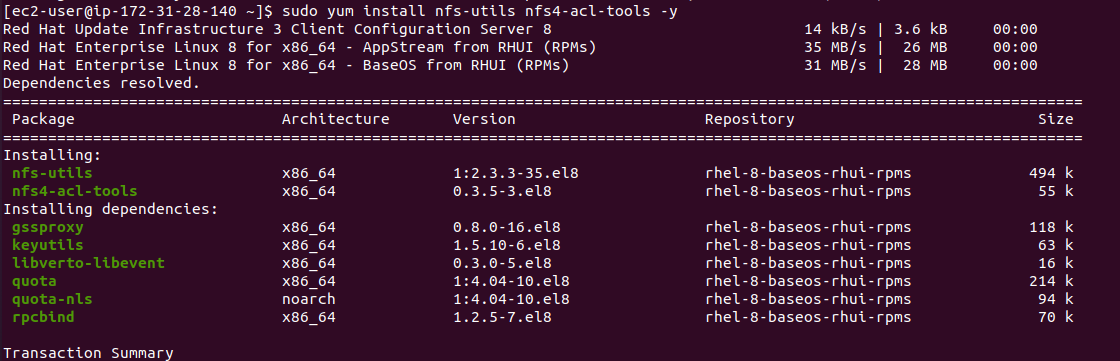 [ec2-user@ip-172-31-28-140 ~]$ sudo yum install nfs-utils nfs4-acl-tools -y
Red Hat Update Infrastructure 3 Client Configuration Server 8 14 kB/s | 3.6 kB 00:00
Red Hat Enterprise Linux 8 for x86_64 - AppStream from RHUI (RPMs) 35 MB/s | 26 MB 00:00
Red Hat Enterprise Linux 8 for x86_64 - BaseOS from RHUI (RPMs) 31 MB/s | 28 MB 00:00
Dependencies resolved.
================================================================================
Package Architecture Version Repository Size
================================================================================
Installing:
nfs-utils x86_64 1:2.3.3-35.el8 rhel-8-baseos-rhui-rpms 494 k
nfs4-acl-tools x86_64 0.3.5-3.el8 rhel-8-baseos-rhui-rpms 55 k
Installing dependencies:
gssproxy x86_64 0.8.0-16.el8 rhel-8-baseos-rhui-rpms 118 k
keyutils x86_64 1.5.10-6.el8 rhel-8-baseos-rhui-rpms 63 k
libverto-libevent x86_64 0.3.0-5.el8 rhel-8-baseos-rhui-rpms 16 k
quota x86_64 1:4.04-10.el8 rhel-8-baseos-rhui-rpms 214 k
quota-nls noarch 1:4.04-10.el8 rhel-8-baseos-rhui-rpms 94 k
rpcbind x86_64 1.2.5-7.el8 rhel-8-baseos-rhui-rpms 70 k
Transaction Summary